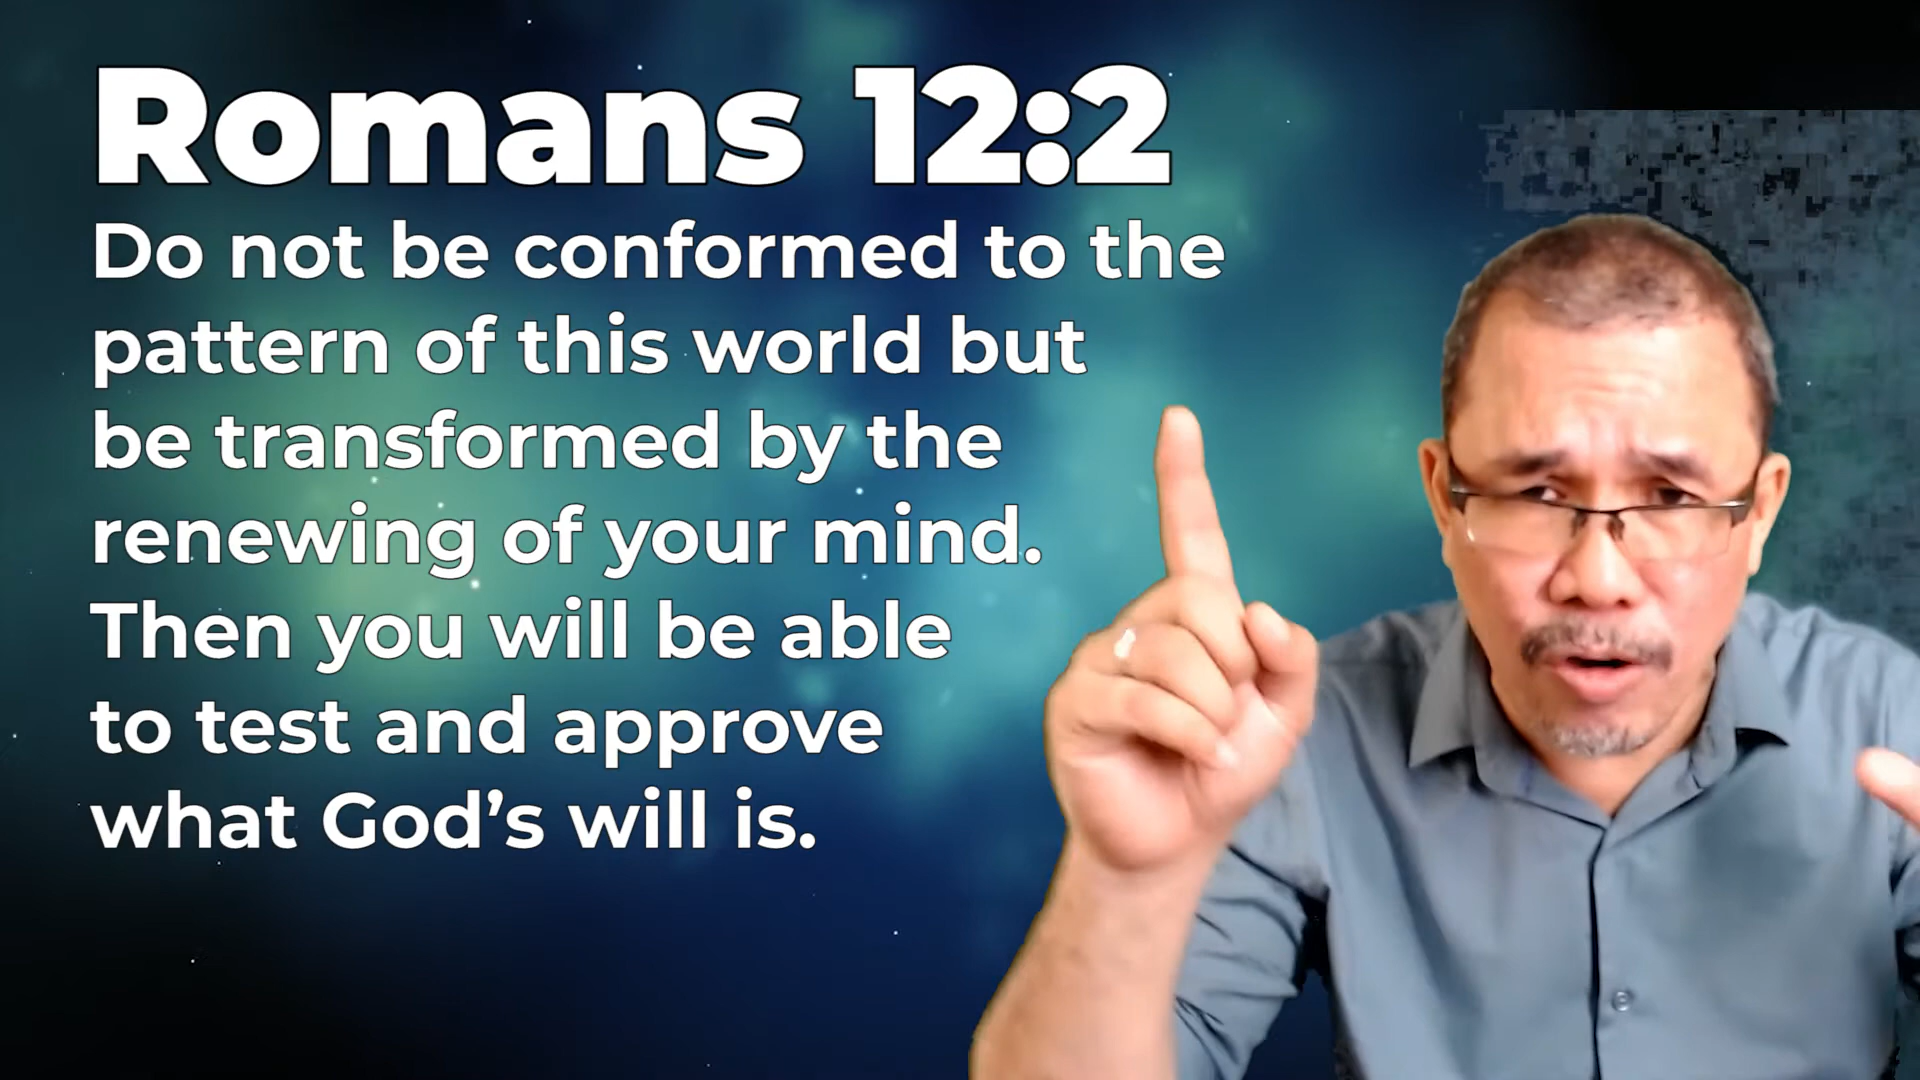 Romans 12:2
Do not be conformed to the
pattern of this world but
be transformed by the
renewing of your mind.
Then you will be able
to test and approve
what God’s will is.